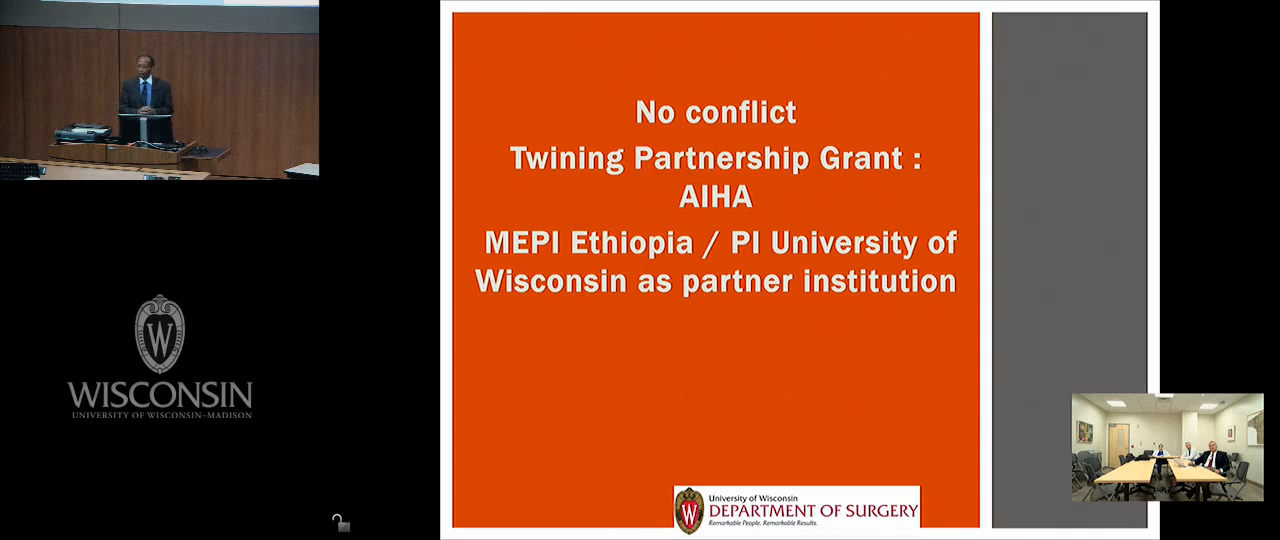 No conflict
Twining Partnership Grant :
AIHA
MEPI Ethiopia / PI University of
Wisconsin as partner institution
W
WISCONSIN
UNIVERSITY OF WISCONSIN–MADISON
W
University of Wisconsin
DEPARTMENT OF SURGERY
Remarkable People. Remarkable Results.